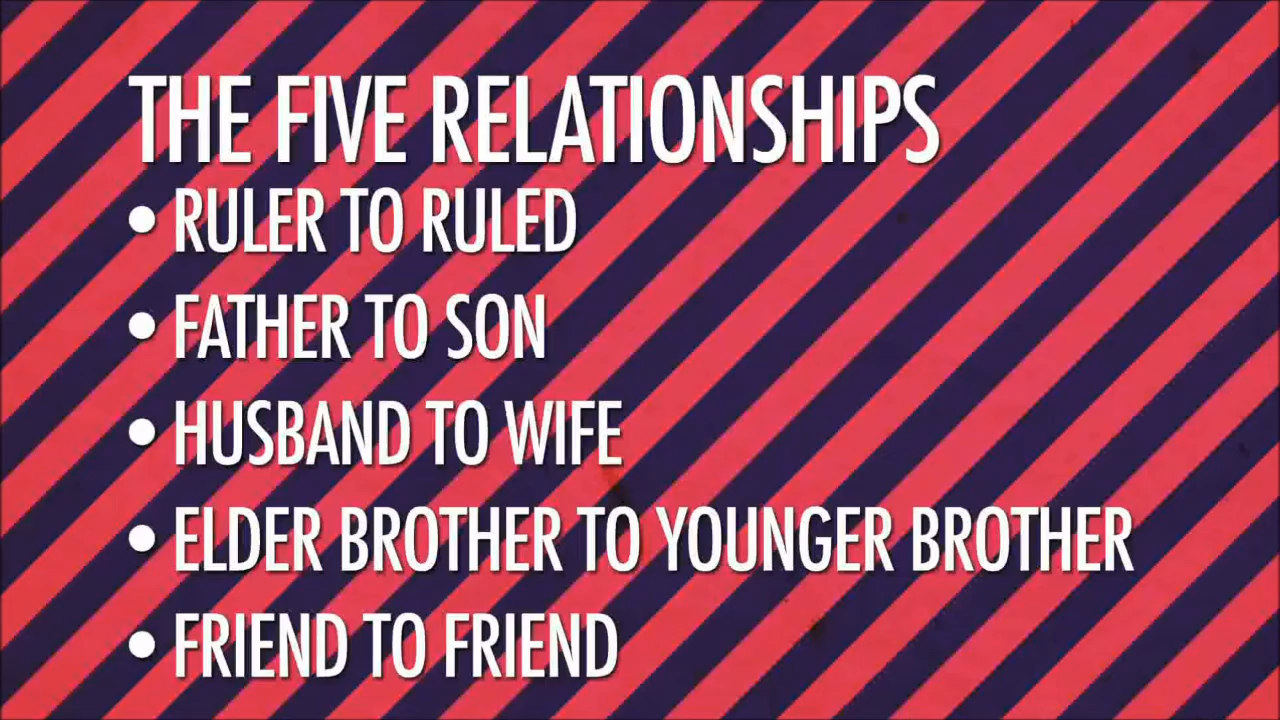 THE FIVE RELATIONSHIPS
• RULER TO RULED
• FATHER TO SON
• HUSBAND TO WIFE
• ELDER BROTHER TO YOUNGER BROTHER
• FRIEND TO FRIEND